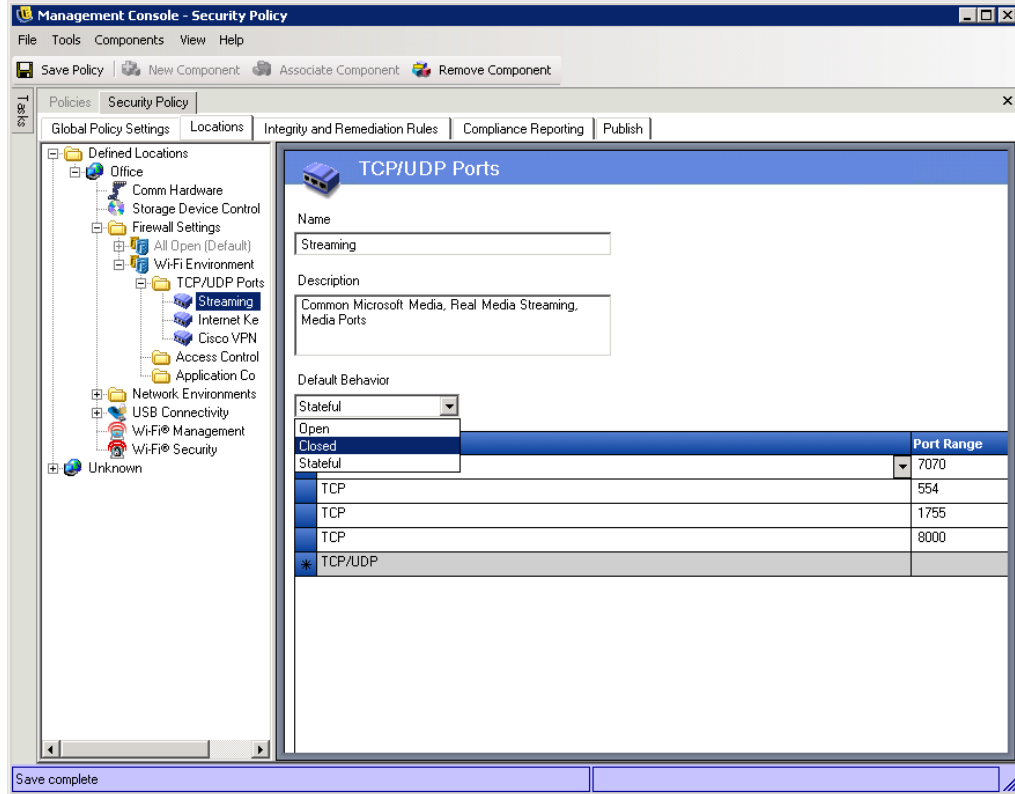 Management Console - Security Policy
File Tools Components View Help
Save Policy New Component Associate Component Remove Component
Tasks
Policies Security Policy
Global Policy Settings Locations Integrity and Remediation Rules Compliance Reporting Publish
Defined Locations
Office
Comm Hardware
Storage Device Control
Firewall Settings
All Open (Default)
Wi-Fi Environment
TCP/UDP Ports
Streaming
Internet Ke
Cisco VPN
Access Control
Application Co
Network Environments
USB Connectivity
Wi-Fi® Management
Wi-Fi® Security
Unknown
TCP/UDP Ports
Name
Streaming
Description
Common Microsoft Media, Real Media Streaming,
Media Ports
Default Behavior
Stateful
Open
Closed
Stateful
Port Range
7070
TCP 554
TCP 1755
TCP 8000
TCP/UDP
Save complete